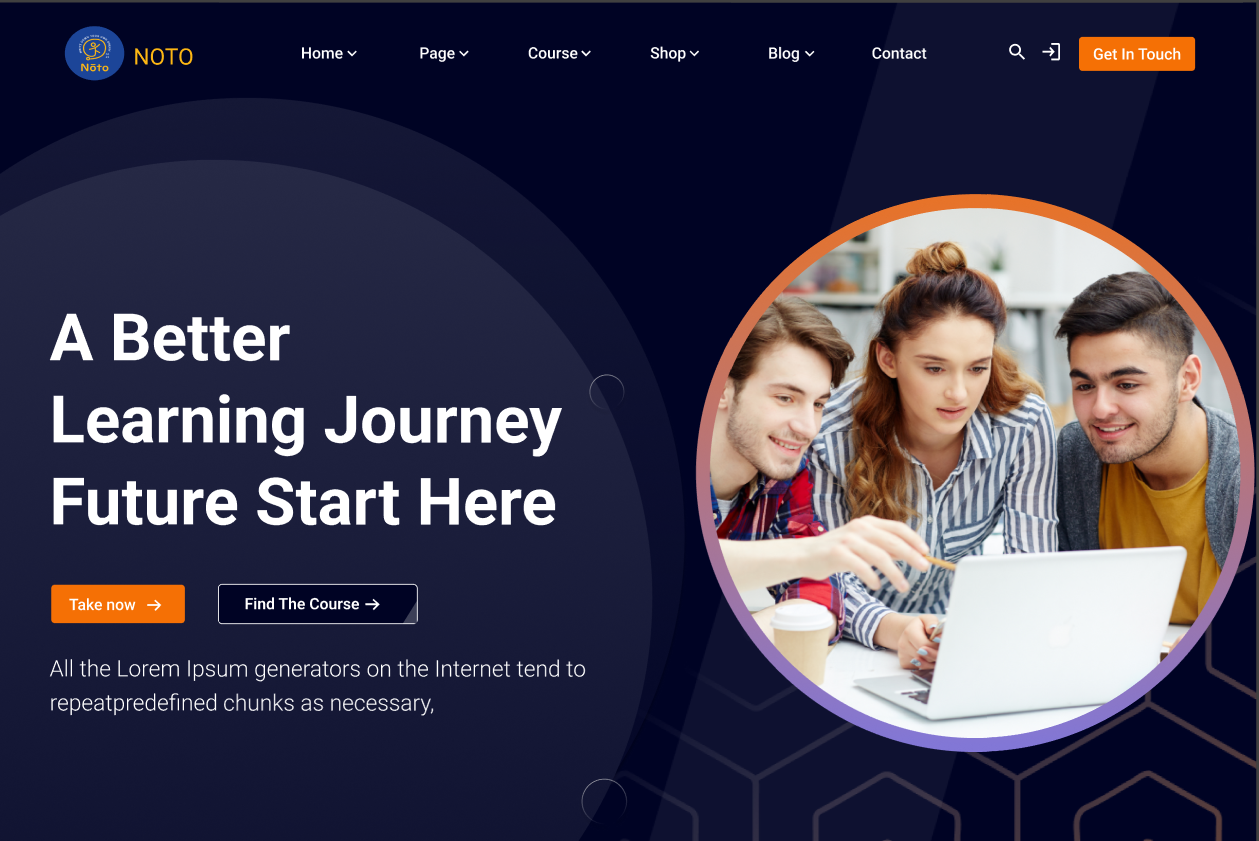 Nōto
NOTO
Home
Page
Course
Shop
Blog
Contact
Get In Touch
A Better
Learning Journey
Future Start Here
Take now
Find The Course
All the Lorem Ipsum generators on the Internet tend to
repeatpredefined chunks as necessary,